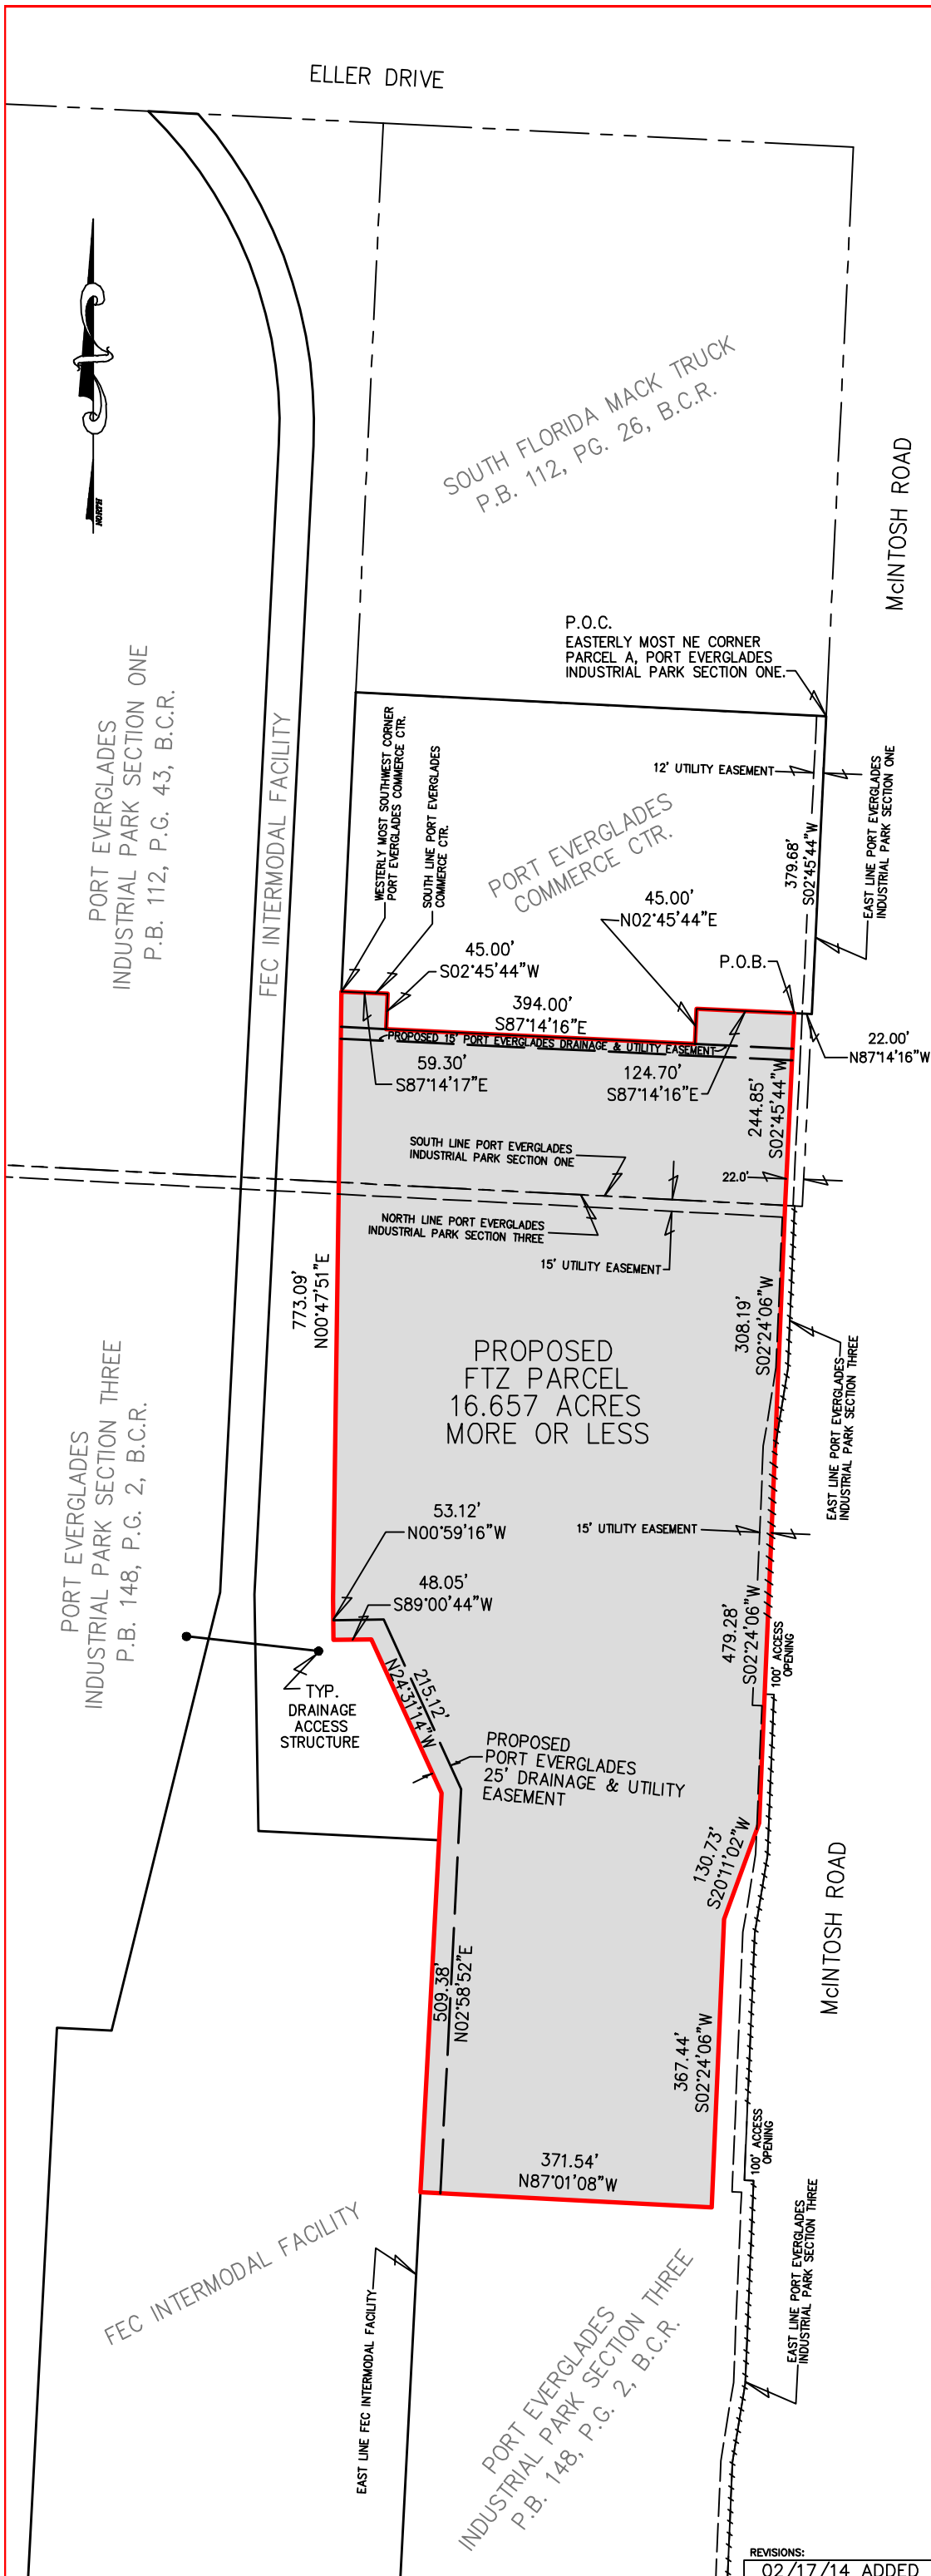 ELLER DRIVE
NORTH
SOUTH FLORIDA MACK TRUCK
P.B. 112, PG. 26, B.C.R.
McINTOSH ROAD
P.O.C.
EASTERLY MOST NE CORNER
PARCEL A, PORT EVERGLADES
INDUSTRIAL PARK SECTION ONE.
PORT EVERGLADES
INDUSTRIAL PARK SECTION ONE
P.B. 112, P.G. 43, B.C.R.
FEC INTERMODAL FACILITY
WESTERLY MOST SOUTHWEST CORNER
PORT EVERGLADES COMMERCE CTR.
SOUTH LINE PORT EVERGLADES
COMMERCE CTR.
12' UTILITY EASEMENT
379.68'
S02°45'44"W
EAST LINE PORT EVERGLADES
INDUSTRIAL PARK SECTION ONE
PORT EVERGLADES
COMMERCE CTR.
45.00'
N02°45'44"E
45.00'
S02°45'44"W
P.O.B.
394.00'
S87°14'16"E
PROPOSED 15' PORT EVERGLADES DRAINAGE & UTILITY EASEMENT
22.00'
N87°14'16"W
59.30'
S87°14'17"E
124.70'
S87°14'16"E
244.85'
S02°45'44"W
SOUTH LINE PORT EVERGLADES
INDUSTRIAL PARK SECTION ONE
22.0'
NORTH LINE PORT EVERGLADES
INDUSTRIAL PARK SECTION THREE
15' UTILITY EASEMENT
773.09'
N00°47'51"E
308.19'
S02°24'06"W
PROPOSED
FTZ PARCEL
16.657 ACRES
MORE OR LESS
EAST LINE PORT EVERGLADES
INDUSTRIAL PARK SECTION THREE
PORT EVERGLADES
INDUSTRIAL PARK SECTION THREE
P.B. 148, P.G. 2, B.C.R.
53.12'
N00°59'16"W
15' UTILITY EASEMENT
48.05'
S89°00'44"W
479.28'
S02°24'06"W
100' ACCESS
OPENING
215.12'
N24°31'14"W
TYP.
DRAINAGE
ACCESS
STRUCTURE
PROPOSED
PORT EVERGLADES
25' DRAINAGE & UTILITY
EASEMENT
130.73'
S20°11'02"W
McINTOSH ROAD
509.38'
N02°58'52"E
367.44'
S02°24'06"W
100' ACCESS
OPENING
371.54'
N87°01'08"W
EAST LINE PORT EVERGLADES
INDUSTRIAL PARK SECTION THREE
FEC INTERMODAL FACILITY
EAST LINE FEC INTERMODAL FACILITY
PORT EVERGLADES
INDUSTRIAL PARK SECTION THREE
P.B. 148, P.G. 2, B.C.R.
REVISIONS:
02/17/14 ADDED